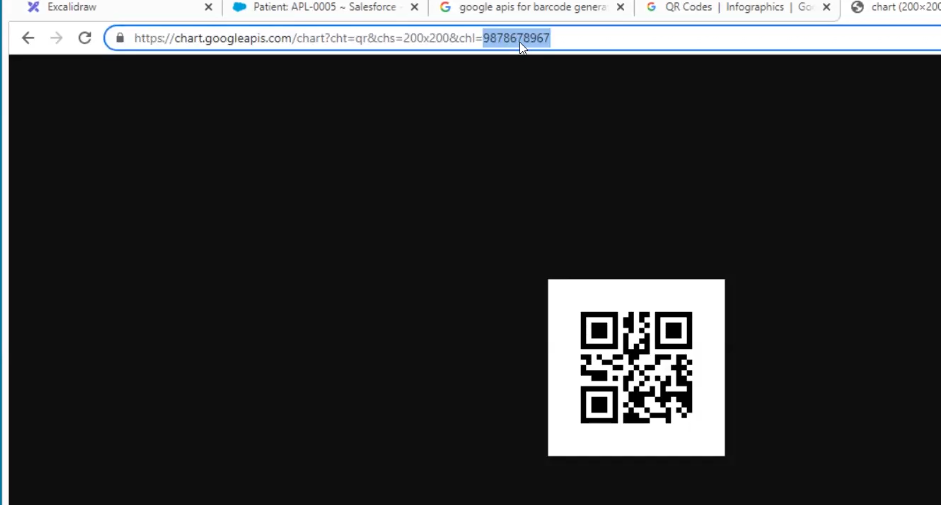 Excalidraw
Patient: APL-0005 ~ Salesforce
google apis for barcode genera
QR Codes | Infographics | Go
chart (200×200
https://chart.googleapis.com/chart?cht=qr&chs=200x200&chl=9878678967